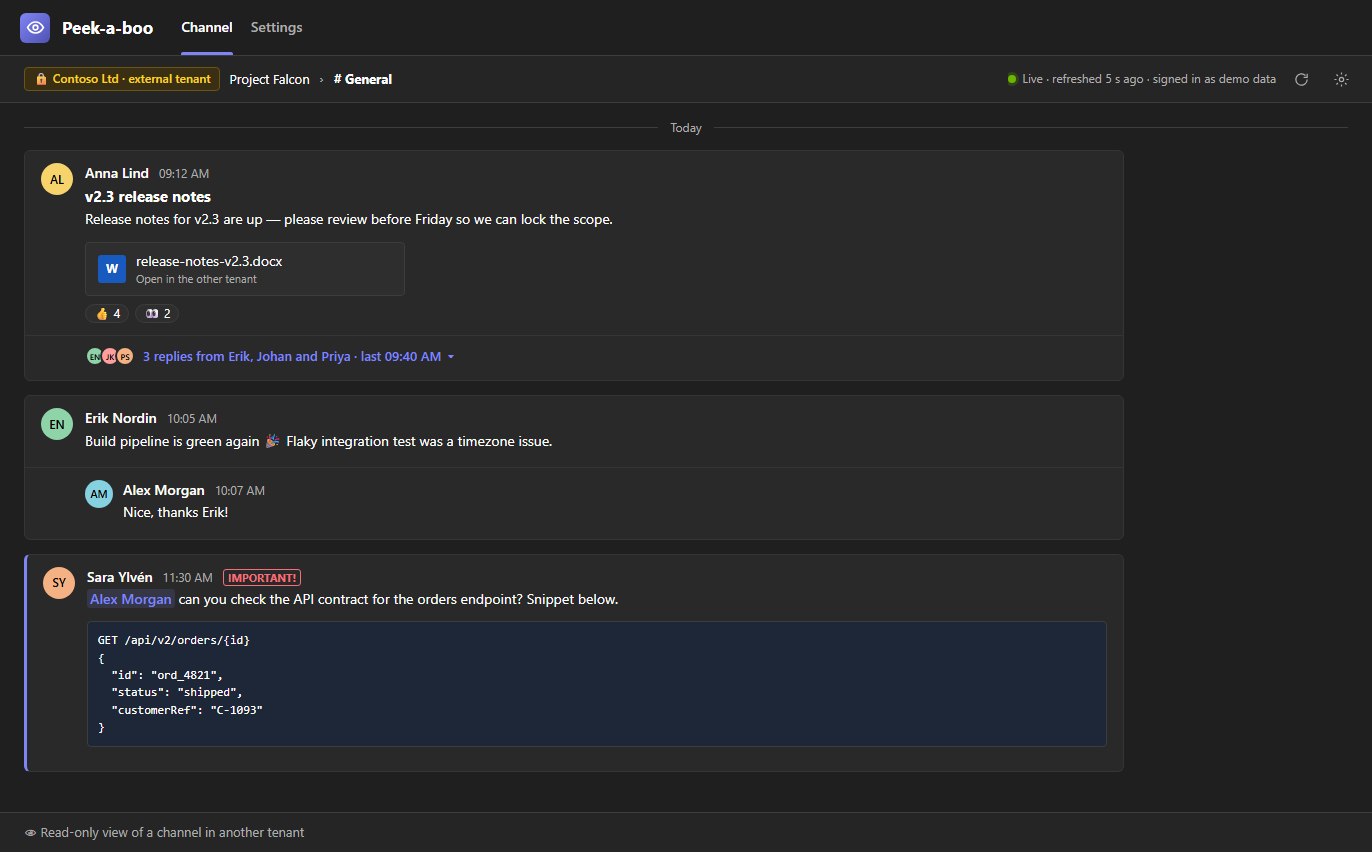 Peek-a-boo Channel Settings
Contoso Ltd · external tenant Project Falcon › # General Live · refreshed 5 s ago · signed in as demo data
Today
AL Anna Lind 09:12 AM
v2.3 release notes
Release notes for v2.3 are up — please review before Friday so we can lock the scope.
W release-notes-v2.3.docx
Open in the other tenant
👍 4 👀 2
EN JK PS 3 replies from Erik, Johan and Priya · last 09:40 AM
EN Erik Nordin 10:05 AM
Build pipeline is green again 🎉 Flaky integration test was a timezone issue.
AM Alex Morgan 10:07 AM
Nice, thanks Erik!
SY Sara Ylvén 11:30 AM IMPORTANT!
Alex Morgan can you check the API contract for the orders endpoint? Snippet below.
GET /api/v2/orders/{id}
{
  "id": "ord_4821",
  "status": "shipped",
  "customerRef": "C-1093"
}
Read-only view of a channel in another tenant